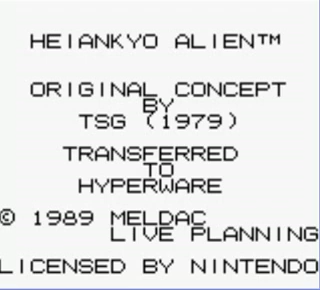 HEIANKYO ALIEN™
ORIGINAL CONCEPT
BY
TSG (1979)
TRANSFERRED
TO
HYPERWARE
© 1989 MELDAC
LIVE PLANNING
LICENSED BY NINTENDO